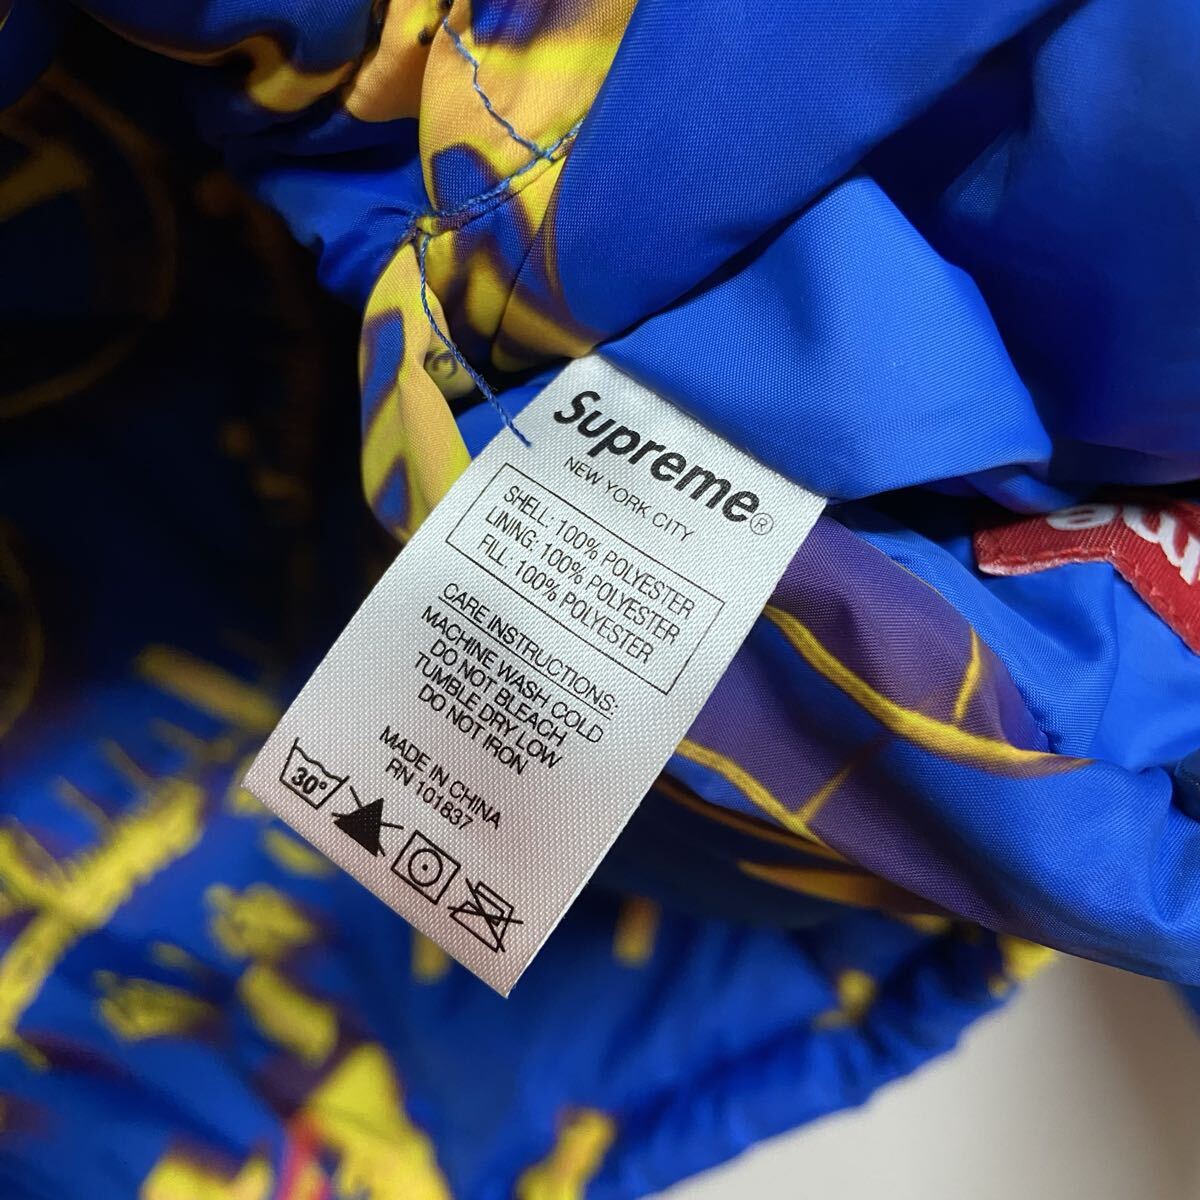 Supreme®
NEW YORK CITY
SHELL: 100% POLYESTER
LINING: 100% POLYESTER
FILL: 100% POLYESTER
CARE INSTRUCTIONS:
MACHINE WASH COLD
DO NOT BLEACH
TUMBLE DRY LOW
DO NOT IRON
MADE IN CHINA
RN 101837
30°